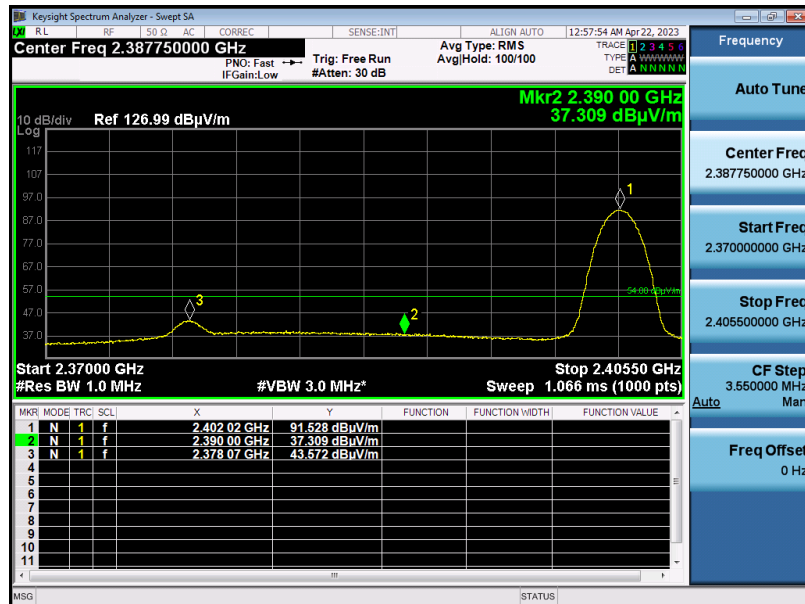 Keysight Spectrum Analyzer - Swept SA
LXI RL RF 50 Ω AC CORREC SENSE:INT ALIGN AUTO 12:57:54 AM Apr 22, 2023
Center Freq 2.387750000 GHz
PNO: Fast
IFGain:Low
Trig: Free Run
#Atten: 30 dB
Avg Type: RMS
Avg|Hold: 100/100
TRACE 1 2 3 4 5 6
TYPE A WWWWW
DET A N N N N N
Mkr2 2.390 00 GHz
37.309 dBµV/m
10 dB/div Ref 126.99 dBµV/m
Log
117
107
97.0
87.0
77.0
67.0
57.0
47.0
37.0
1
2
3
54.00 dBµV/m
Start 2.37000 GHz Stop 2.40550 GHz
#Res BW 1.0 MHz #VBW 3.0 MHz* Sweep 1.066 ms (1000 pts)
MKR MODE TRC SCL X Y FUNCTION FUNCTION WIDTH FUNCTION VALUE
1 N 1 f 2.402 02 GHz 91.528 dBµV/m
2 N 1 f 2.390 00 GHz 37.309 dBµV/m
3 N 1 f 2.378 07 GHz 43.572 dBµV/m
4
5
6
7
8
9
10
11
MSG STATUS
Frequency
Auto Tune
Center Freq
2.387750000 GHz
Start Freq
2.370000000 GHz
Stop Freq
2.405500000 GHz
CF Step
3.550000 MHz
Auto Man
Freq Offset
0 Hz